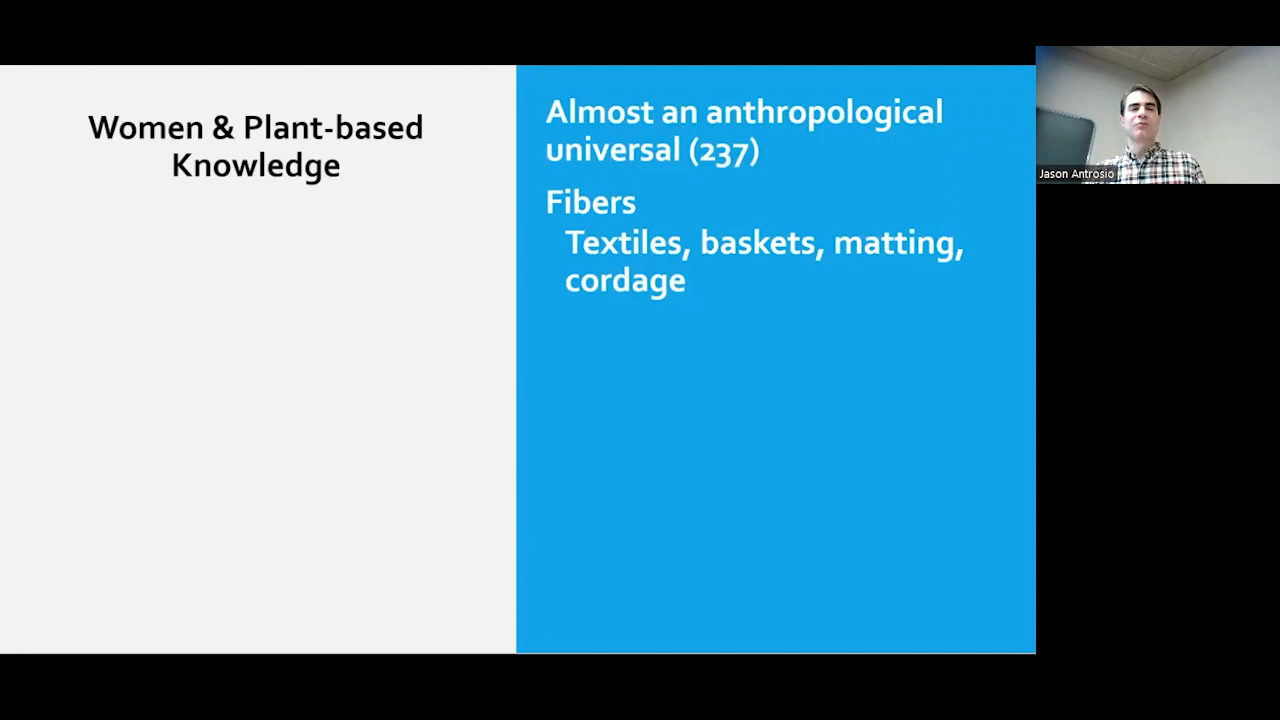 Women & Plant-based
Knowledge
Almost an anthropological
universal (237)
Fibers
Textiles, baskets, matting,
cordage
Jason Antrosio